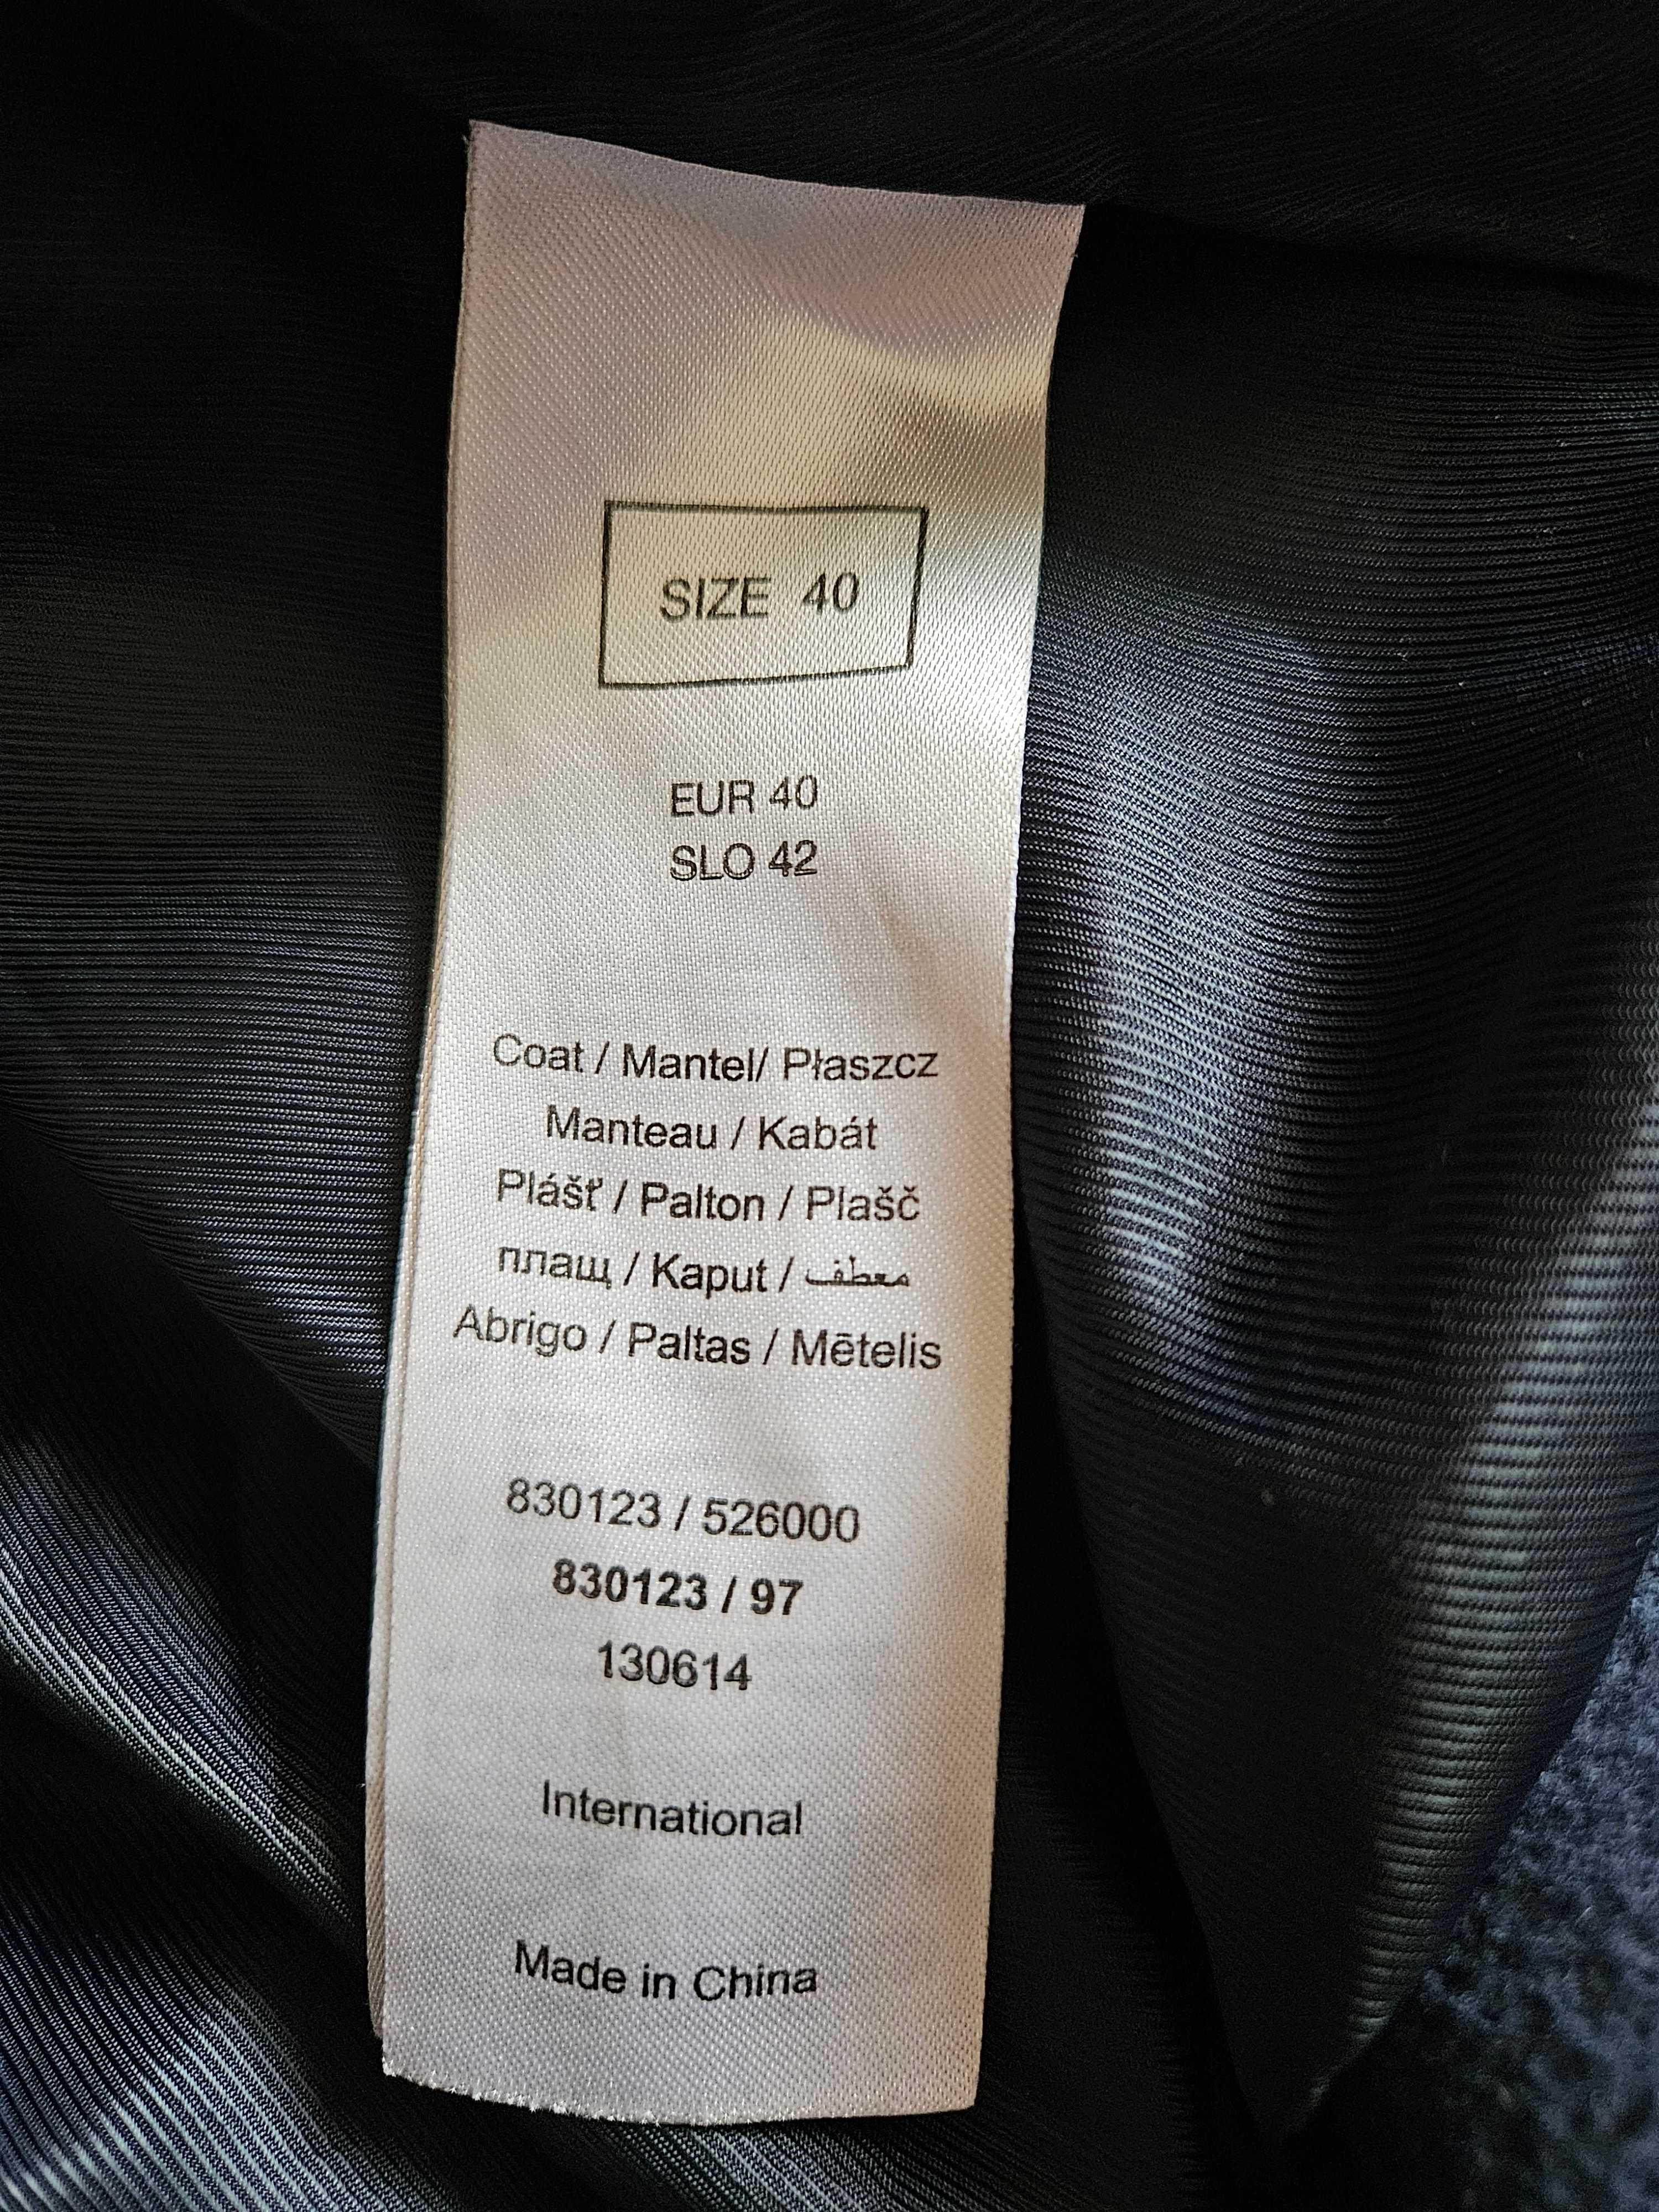 SIZE 40
EUR 40
SLO 42
Coat / Mantel/ Płaszcz
Manteau / Kabát
Plášť / Palton / Plašč
плащ / Kaput / معطف
Abrigo / Paltas / Mētelis
830123 / 526000
830123 / 97
130614
International
Made in China